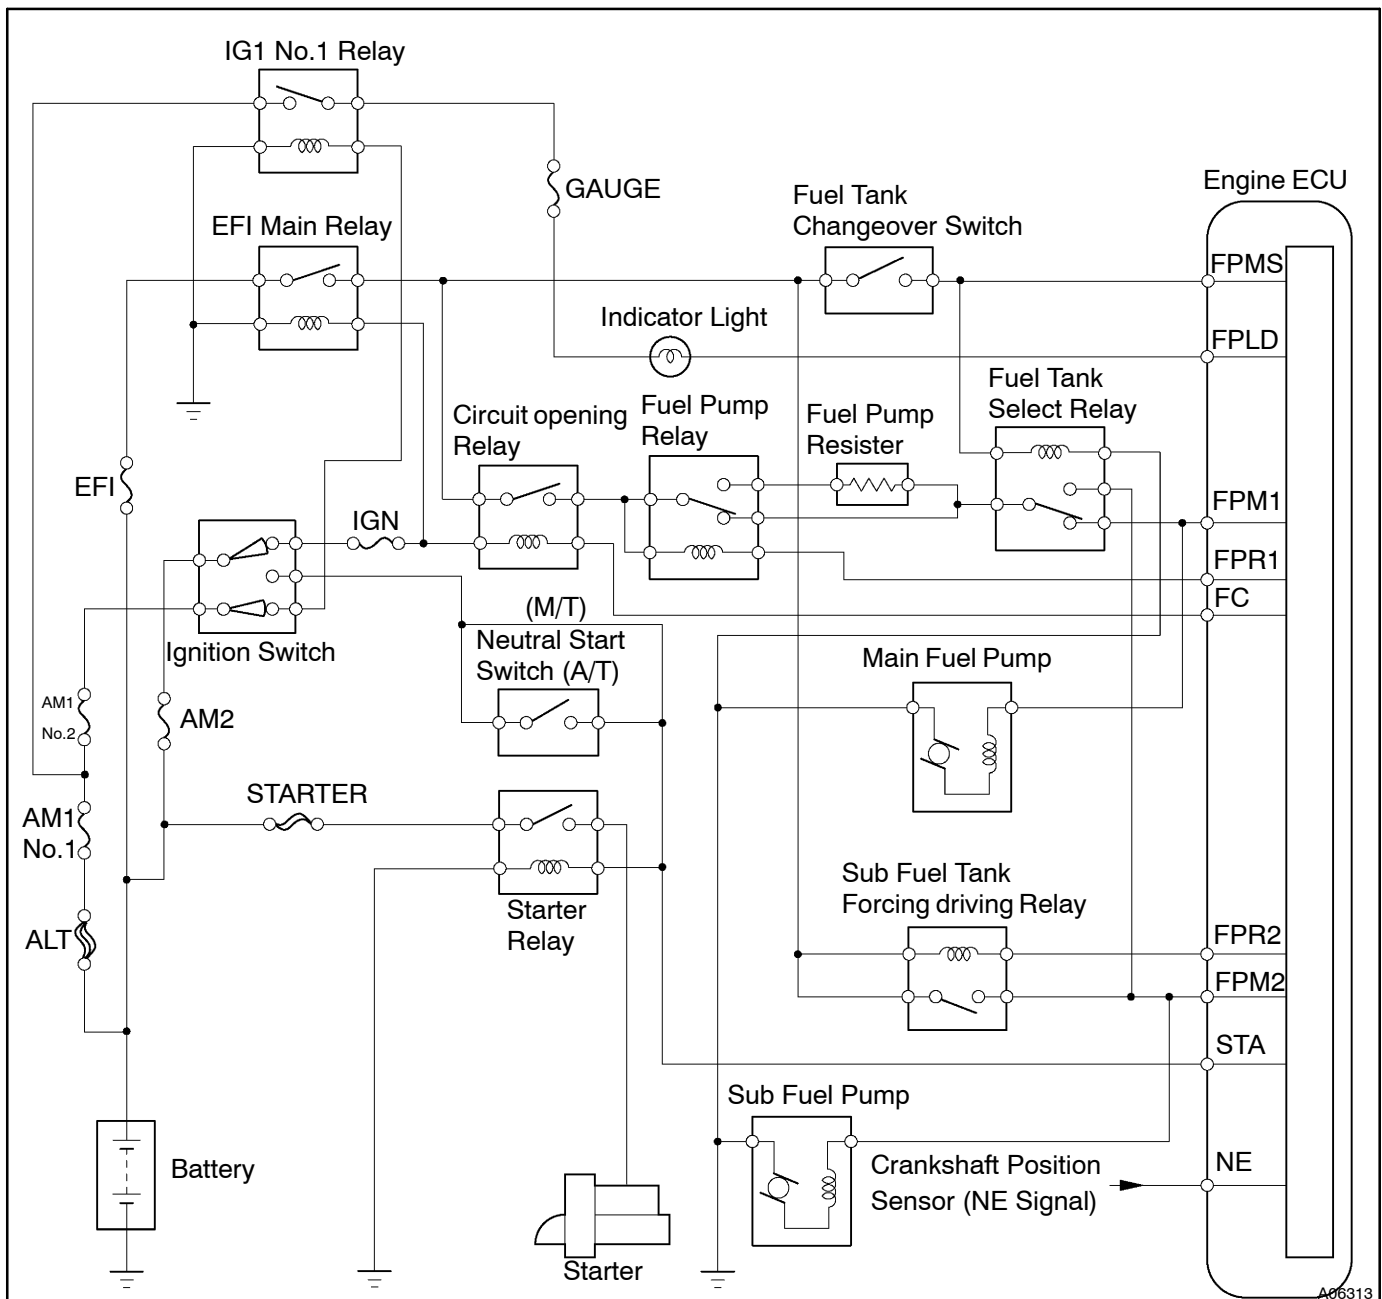 IG1 No.1 Relay
GAUGE
Engine ECU
Fuel Tank
Changeover Switch
EFI Main Relay
FPMS
Indicator Light
FPLD
Fuel Tank
Select Relay
Circuit opening
Relay
Fuel Pump
Relay
Fuel Pump
Resister
EFI
IGN
FPM1
FPR1
FC
(M/T)
Neutral Start
Switch (A/T)
Ignition Switch
Main Fuel Pump
AM1
No.2
AM2
STARTER
AM1
No.1
Sub Fuel Tank
Forcing driving Relay
Starter
Relay
ALT
FPR2
FPM2
STA
Sub Fuel Pump
Battery
Crankshaft Position
Sensor (NE Signal)
NE
Starter
A06313